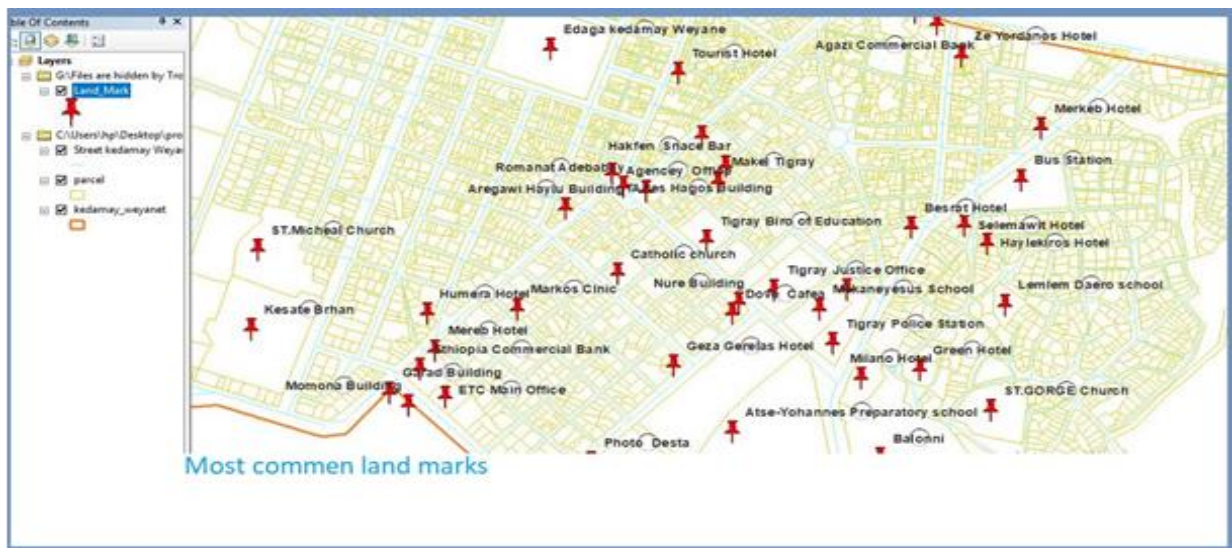 ble Of Contents
Layers
G:\Files are hidden by Tro
Land_Mark
C:\Users\hp\Desktop\pro
Street kedamay Weyar
parcel
kedamay_weyanet
Edaga kedamay Weyane
Tourist Hotel
Agazi Commercial Bank
Ze Yordanos Hotel
Merkeb Hotel
Hakfen Snace Bar
Bus Station
Romanat Adebabay
Agencey Office
Makel Tigray
Aregawi Haylu Building
Hagos Building
Besrat Hotel
Tigray Biro of Education
Selemawit Hotel
ST.Micheal Church
Haylekiros Hotel
Catholic church
Tigray Justice Office
Nure Building
Mekaneyesus School
Lemlem Daero school
Humera Hotel
Markos Clnic
Dove Cafea
Kesate Brhan
Mereb Hotel
Tigray Police Station
Ethiopia Commercial Bank
Geza Gerelas Hotel
Milano Hotel
Green Hotel
Garad Building
Momona Building
ETC Main Office
ST.GORGE Church
Atse-Yohannes Preparatory school
Photo Desta
Balonni
Most commen land marks